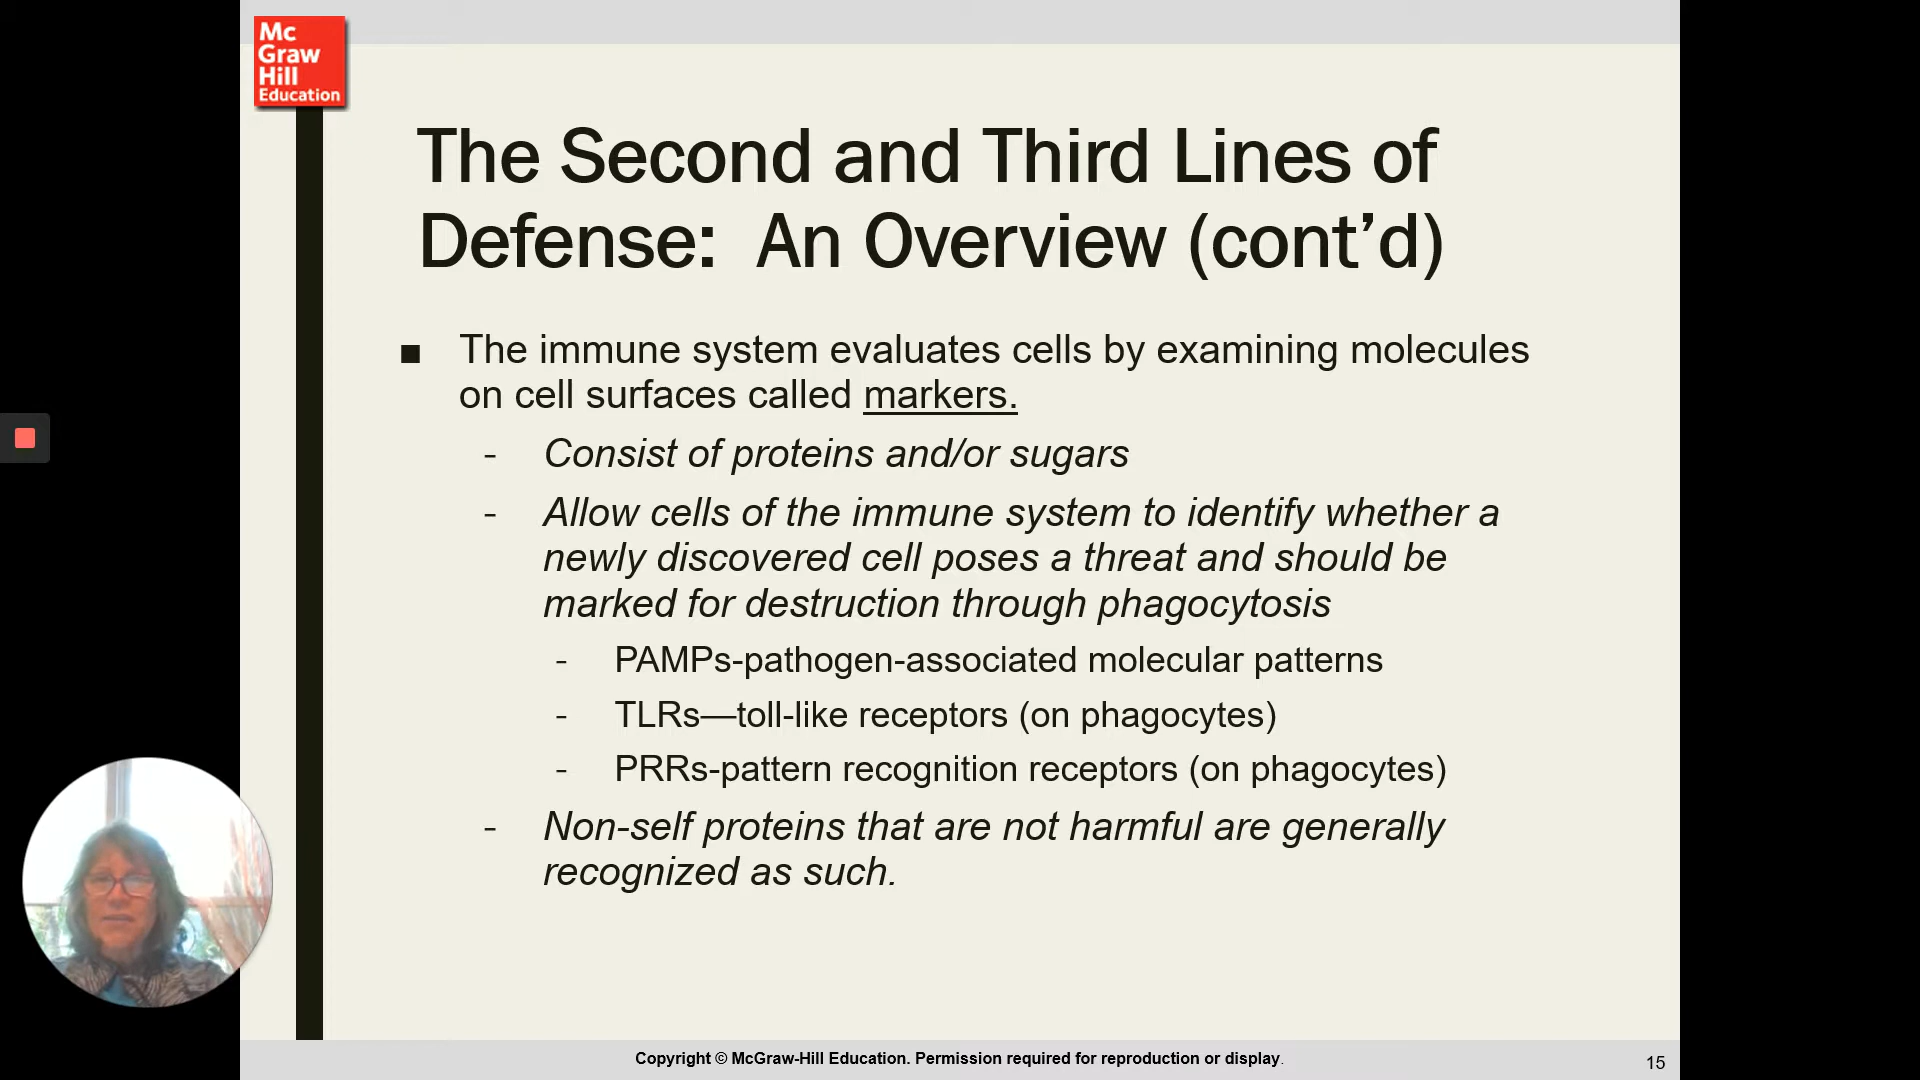 Mc
Graw
Hill
Education
The Second and Third Lines of
Defense: An Overview (cont’d)
■ The immune system evaluates cells by examining molecules
on cell surfaces called markers.
- Consist of proteins and/or sugars
- Allow cells of the immune system to identify whether a
newly discovered cell poses a threat and should be
marked for destruction through phagocytosis
- PAMPs-pathogen-associated molecular patterns
- TLRs—toll-like receptors (on phagocytes)
- PRRs-pattern recognition receptors (on phagocytes)
- Non-self proteins that are not harmful are generally
recognized as such.
Copyright © McGraw-Hill Education. Permission required for reproduction or display.
15